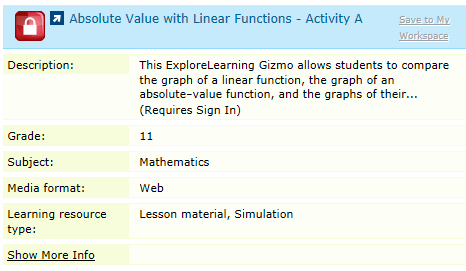 Absolute Value with Linear Functions - Activity A
Save to My
Workspace
Description:
This ExploreLearning Gizmo allows students to compare
the graph of a linear function, the graph of an
absolute-value function, and the graphs of their...
(Requires Sign In)
Grade:
11
Subject:
Mathematics
Media format:
Web
Learning resource
type:
Lesson material, Simulation
Show More Info